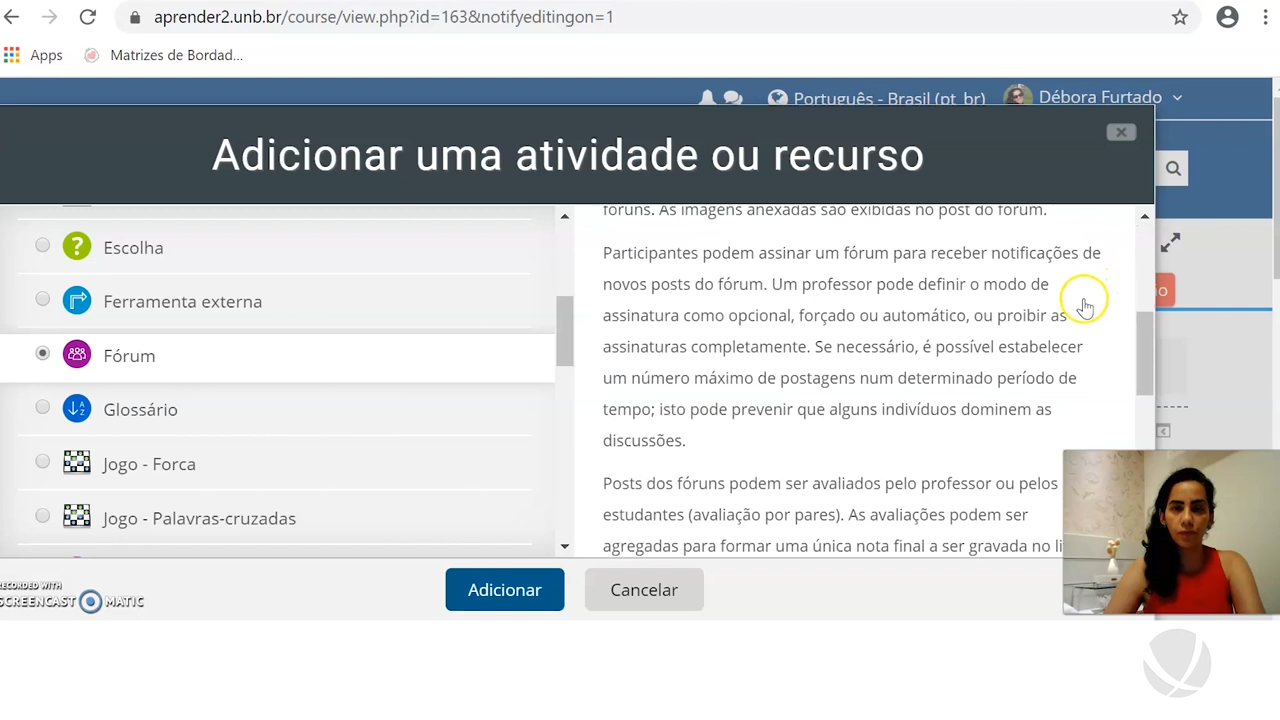 aprender2.unb.br/course/view.php?id=163&notifyeditingon=1
Apps
Matrizes de Bordad...
Português - Brasil (pt_br)
Débora Furtado
Adicionar uma atividade ou recurso
fóruns. As imagens anexadas são exibidas no post do fórum.
Escolha
Ferramenta externa
Fórum
Glossário
Jogo - Forca
Jogo - Palavras-cruzadas
Participantes podem assinar um fórum para receber notificações de
novos posts do fórum. Um professor pode definir o modo de
assinatura como opcional, forçado ou automático, ou proibir as
assinaturas completamente. Se necessário, é possível estabelecer
um número máximo de postagens num determinado período de
tempo; isto pode prevenir que alguns indivíduos dominem as
discussões.
Posts dos fóruns podem ser avaliados pelo professor ou pelos
estudantes (avaliação por pares). As avaliações podem ser
agregadas para formar uma única nota final a ser gravada no li
Adicionar
Cancelar
RECORDED WITH
SCREENCAST MATIC